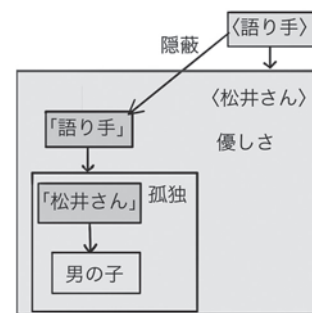 〈語り手〉
隠蔽
〈松井さん〉
「語り手」
優しさ
「松井さん」
孤独
男の子